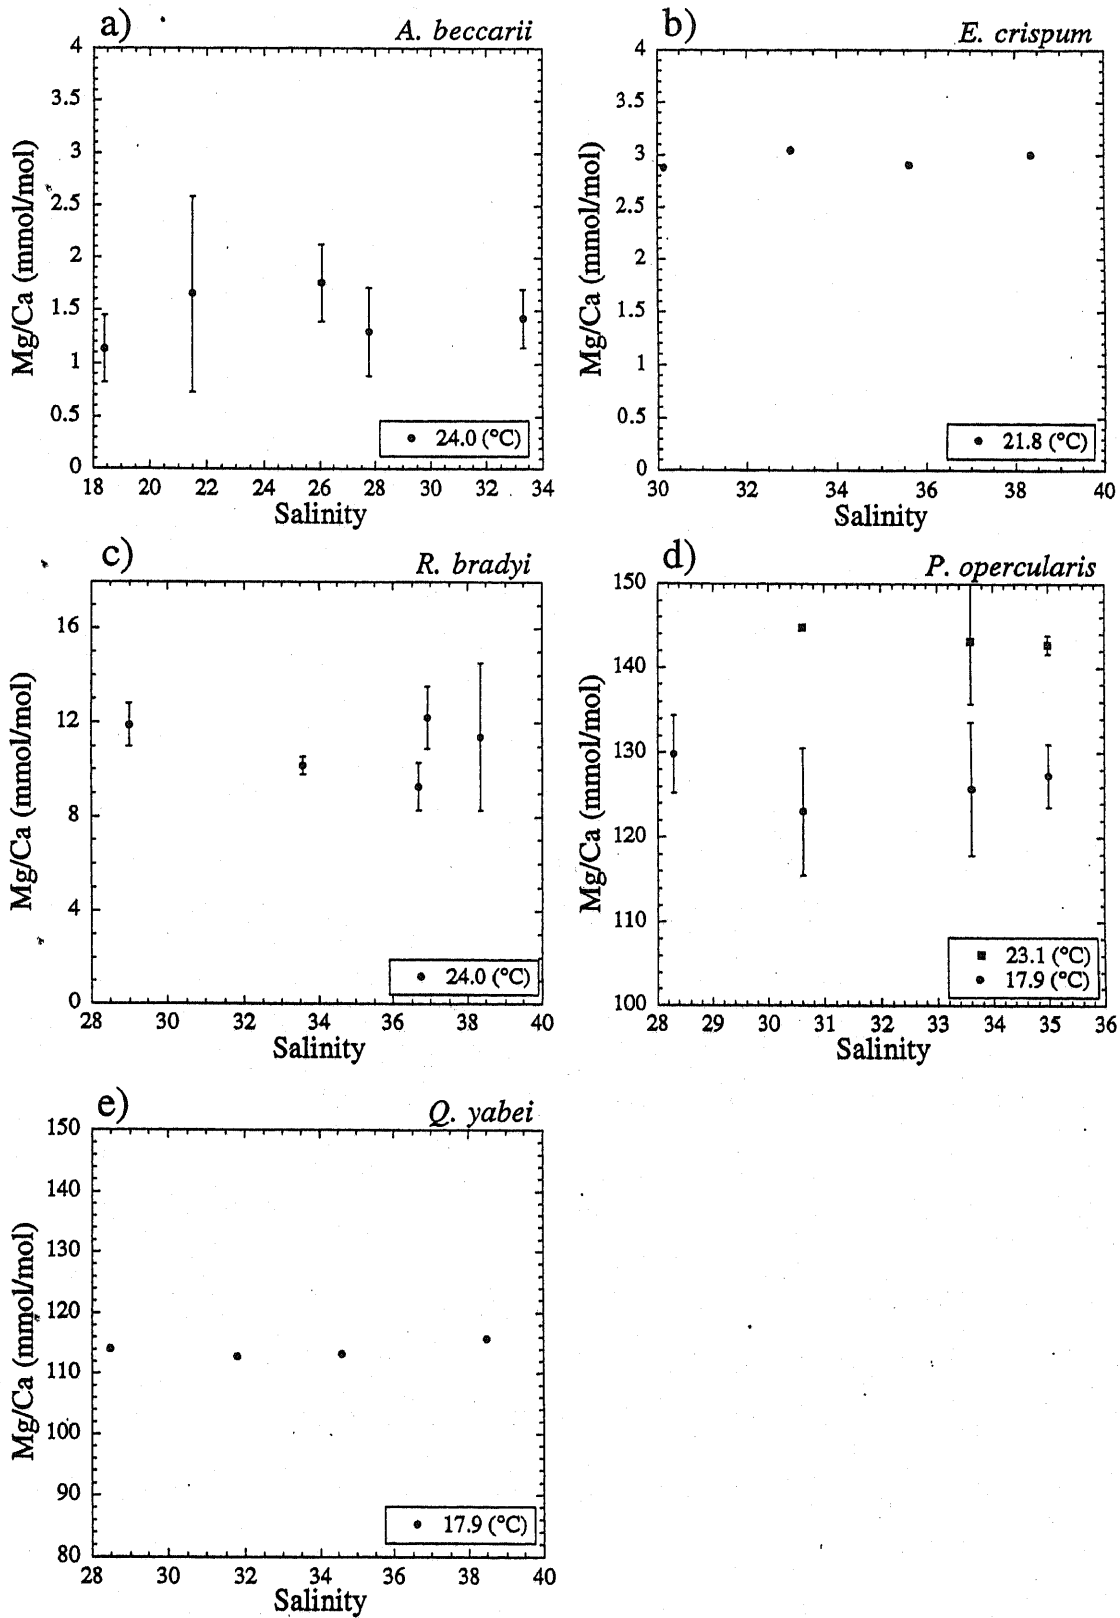 a)
A. beccarii
4
3.5
3
2.5
2
1.5
1
0.5
0
Mg/Ca (mmol/mol)
24.0 (°C)
18 20 22 24 26 28 30 32 34
Salinity
b)
E. crispum
4
3.5
3
2.5
2
1.5
1
0.5
0
Mg/Ca (mmol/mol)
21.8 (°C)
30 32 34 36 38 40
Salinity
c)
R. bradyi
16
12
8
4
0
Mg/Ca (mmol/mol)
24.0 (°C)
28 30 32 34 36 38 40
Salinity
d)
P. opercularis
150
140
130
120
110
100
Mg/Ca (mmol/mol)
23.1 (°C)
17.9 (°C)
28 29 30 31 32 33 34 35 36
Salinity
e)
Q. yabei
150
140
130
120
110
100
90
80
Mg/Ca (mmol/mol)
17.9 (°C)
28 30 32 34 36 38 40
Salinity